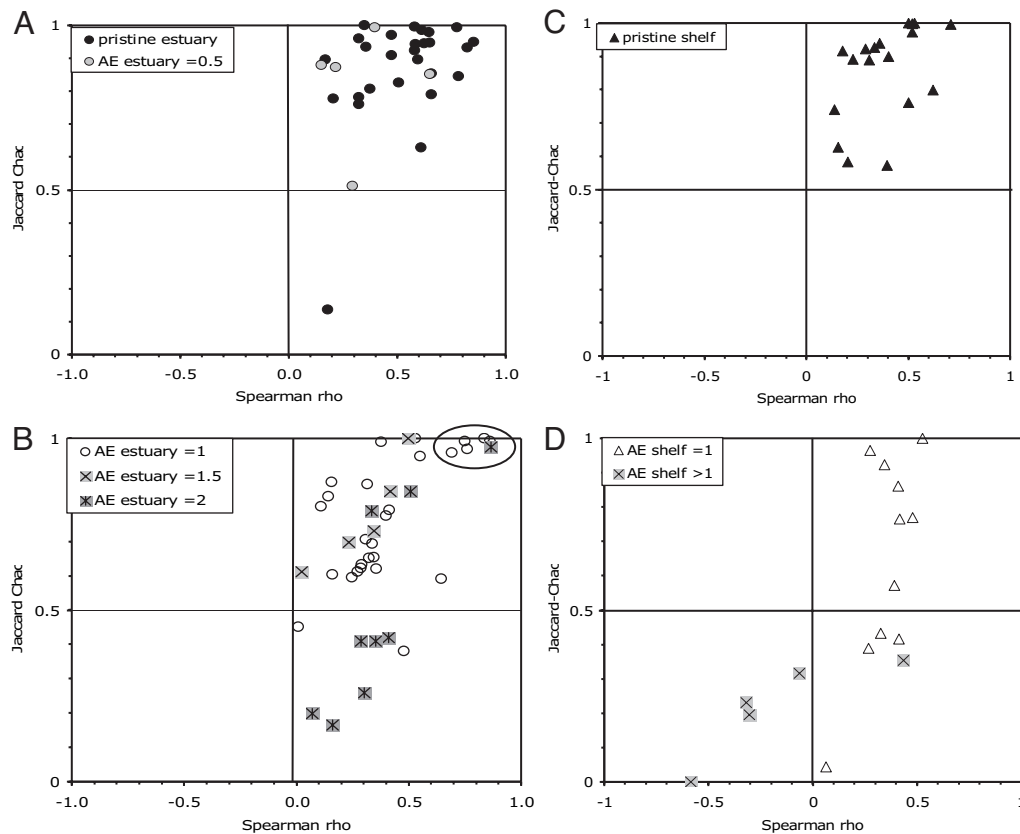 A
pristine estuary
AE estuary =0.5
Jaccard Chao
1
0.5
0
-1.0 -0.5 0.0 0.5 1.0
Spearman rho
C
pristine shelf
Jaccard-Chao
1
0.5
0
-1 -0.5 0 0.5 1
Spearman rho
B
AE estuary =1
AE estuary =1.5
AE estuary =2
Jaccard Chao
1
0.5
0
-1.0 -0.5 0.0 0.5 1.0
Spearman rho
D
AE shelf =1
AE shelf >1
Jaccard-Chao
1
0.5
0
-1 -0.5 0 0.5 1
Spearman rho